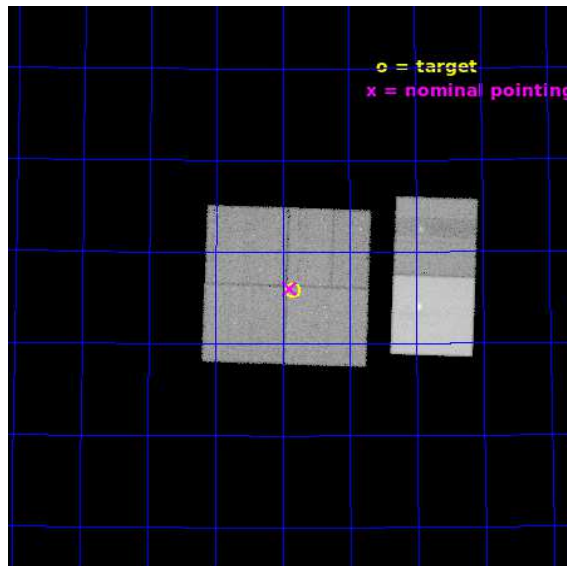 o = target
x = nominal pointing